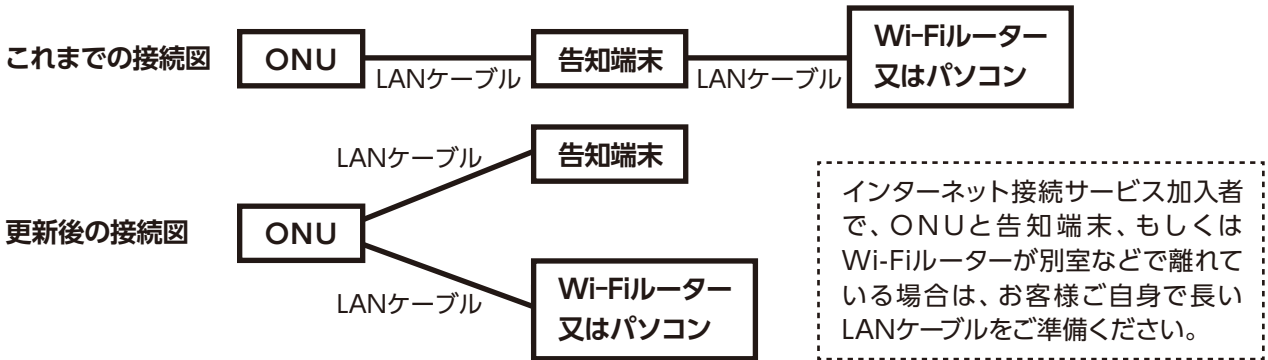 これまでの接続図
ONU
LANケーブル
告知端末
LANケーブル
Wi-Fiルーター
又はパソコン
更新後の接続図
ONU
LANケーブル
告知端末
LANケーブル
Wi-Fiルーター
又はパソコン
インターネット接続サービス加入者
で、ONUと告知端末、もしくは
Wi-Fiルーターが別室などで離れて
いる場合は、お客様ご自身で長い
LANケーブルをご準備ください。